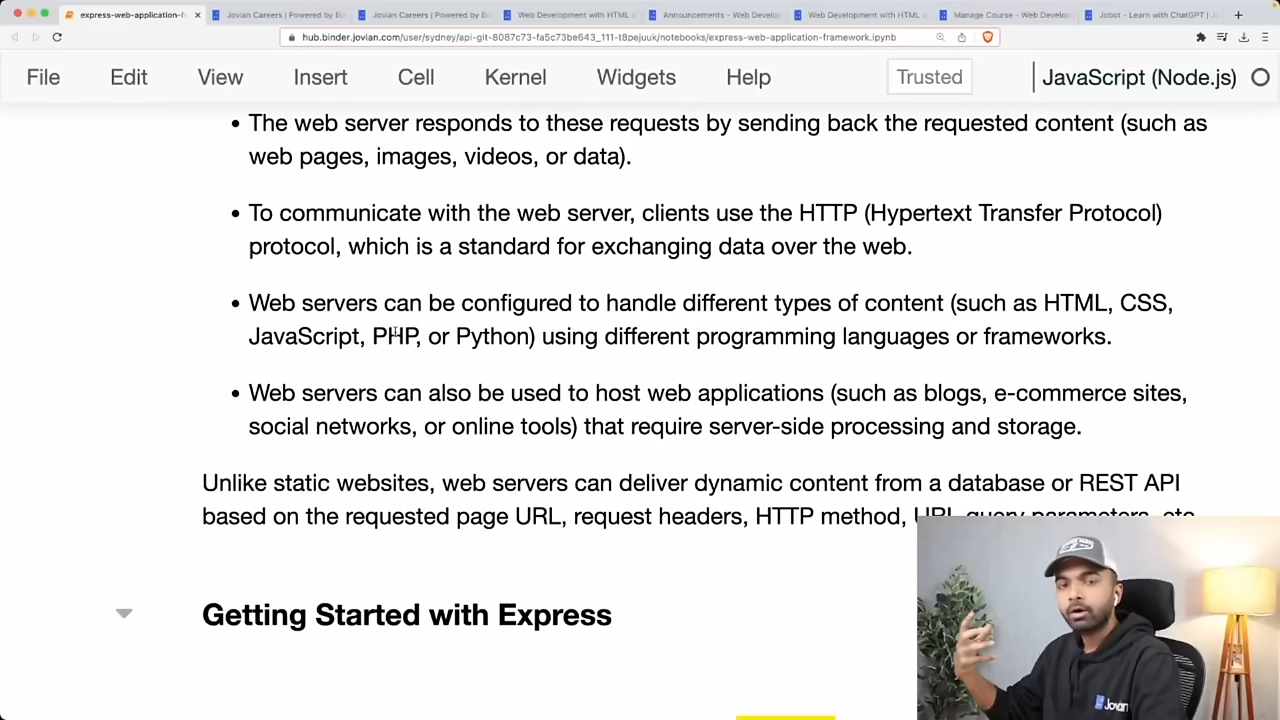 express-web-application-f
Jovian Careers | Powered by Bi
Jovian Careers | Powered by Bi
Web Development with HTML a
Announcements - Web Develo
Web Development with HTML a
Manage Course - Web Develo
Jobot - Learn with ChatGPT | J
hub.binder.jovian.com/user/sydney/api-git-8087c73-fa5c73be643_111-t8pejuuk/notebooks/express-web-application-framework.ipynb
File Edit View Insert Cell Kernel Widgets Help Trusted JavaScript (Node.js)
• The web server responds to these requests by sending back the requested content (such as
web pages, images, videos, or data).
• To communicate with the web server, clients use the HTTP (Hypertext Transfer Protocol)
protocol, which is a standard for exchanging data over the web.
• Web servers can be configured to handle different types of content (such as HTML, CSS,
JavaScript, PHP, or Python) using different programming languages or frameworks.
• Web servers can also be used to host web applications (such as blogs, e-commerce sites,
social networks, or online tools) that require server-side processing and storage.
Unlike static websites, web servers can deliver dynamic content from a database or REST API
based on the requested page URL, request headers, HTTP method, URL query parameters, etc.
Getting Started with Express
Jovian